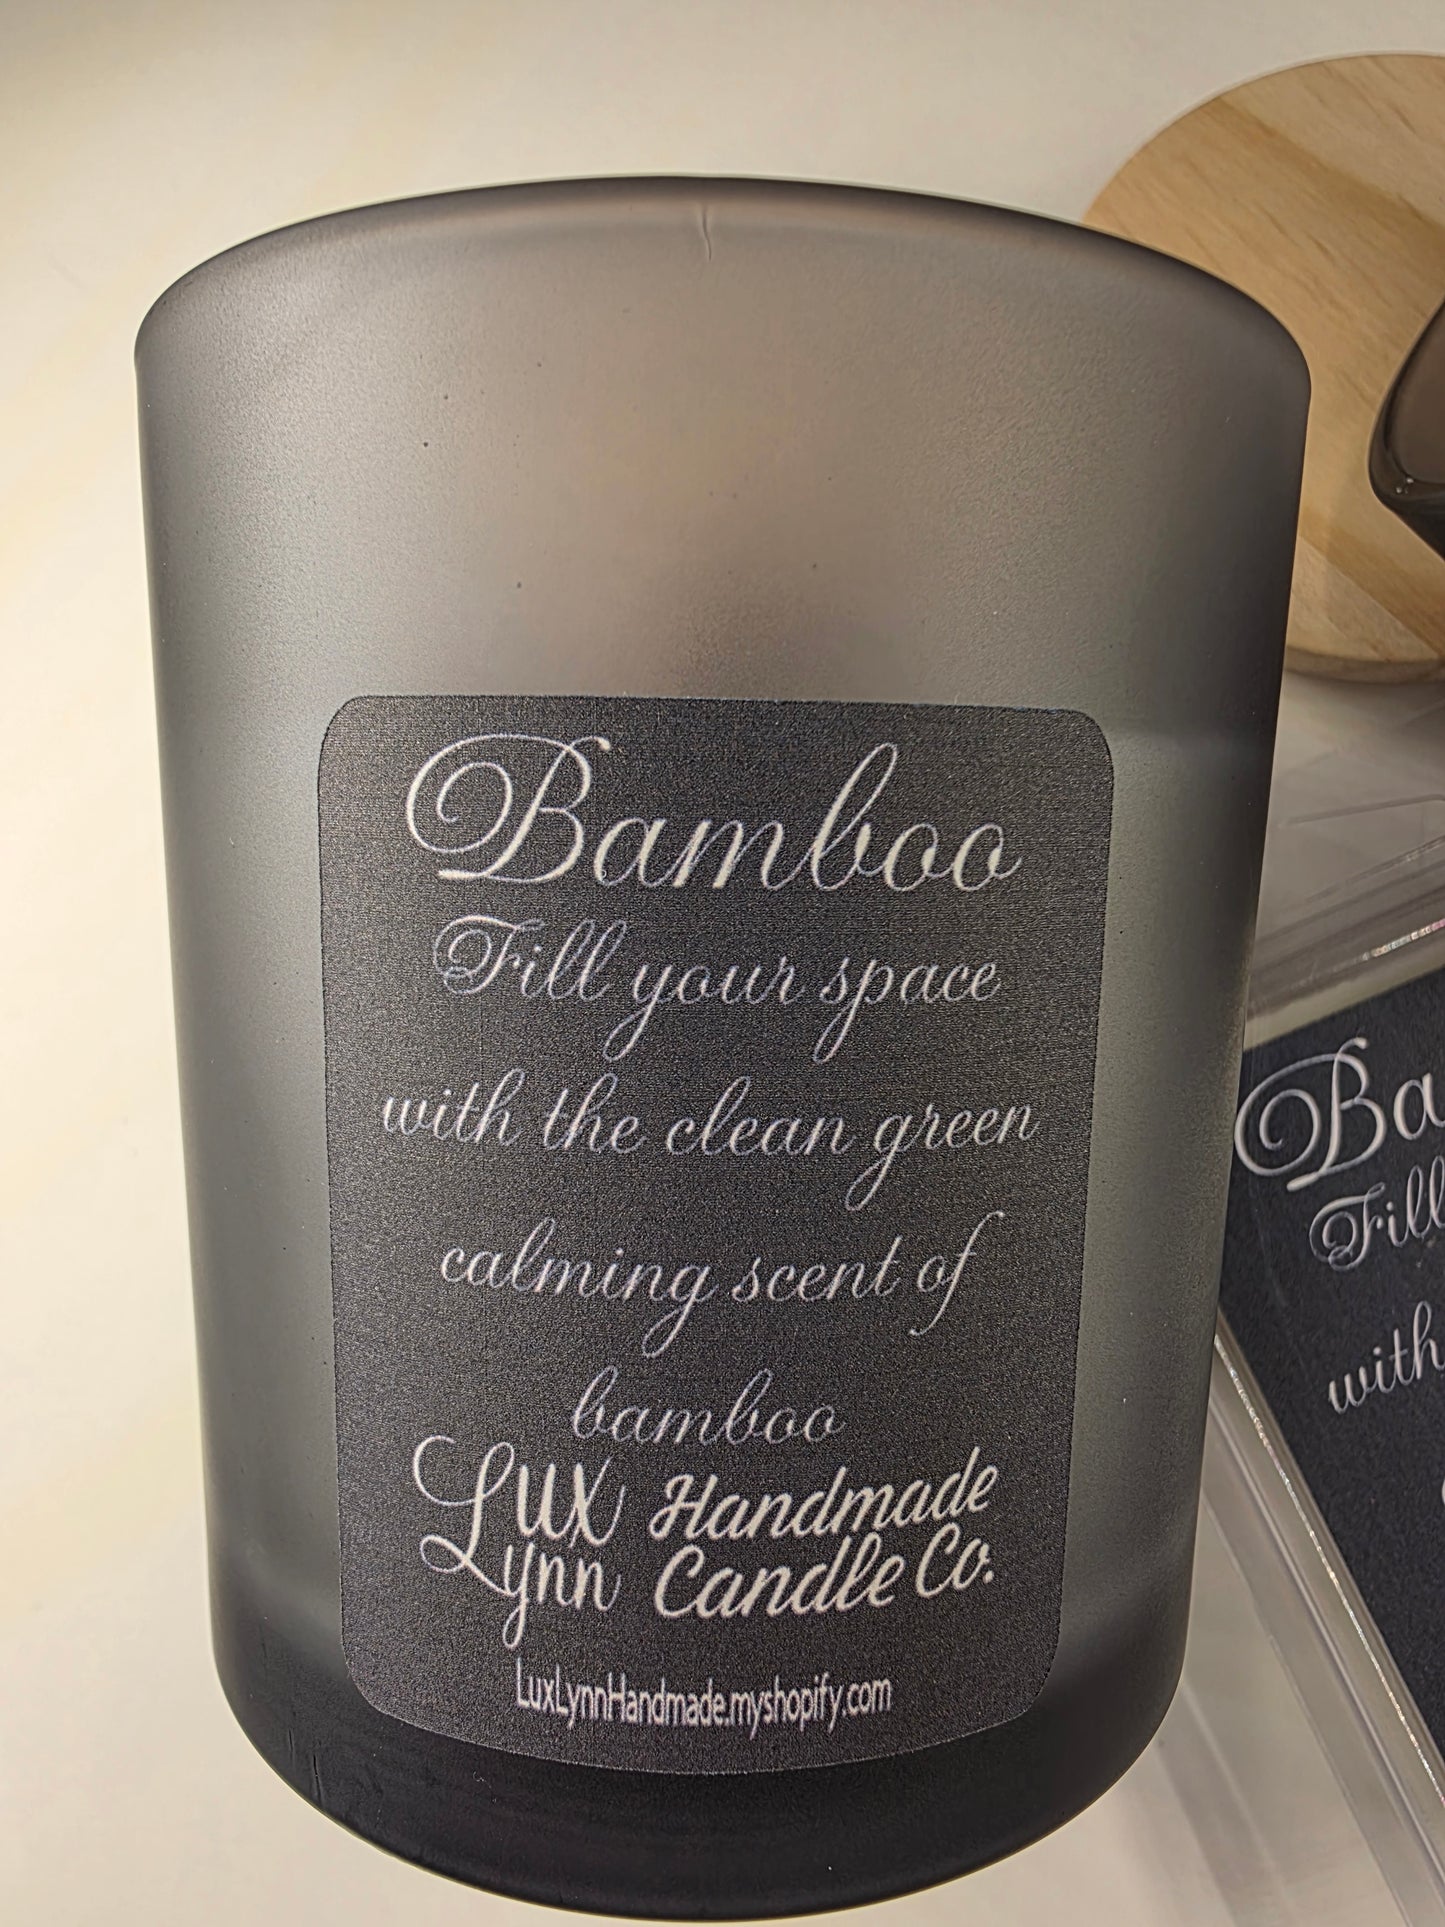 Bamboo
Fill your space
with the clean green
calming scent of
bamboo
Lux Lynn Handmade Candle Co.
LuxLynnHandmade.myshopify.com
Ba
Fill
with